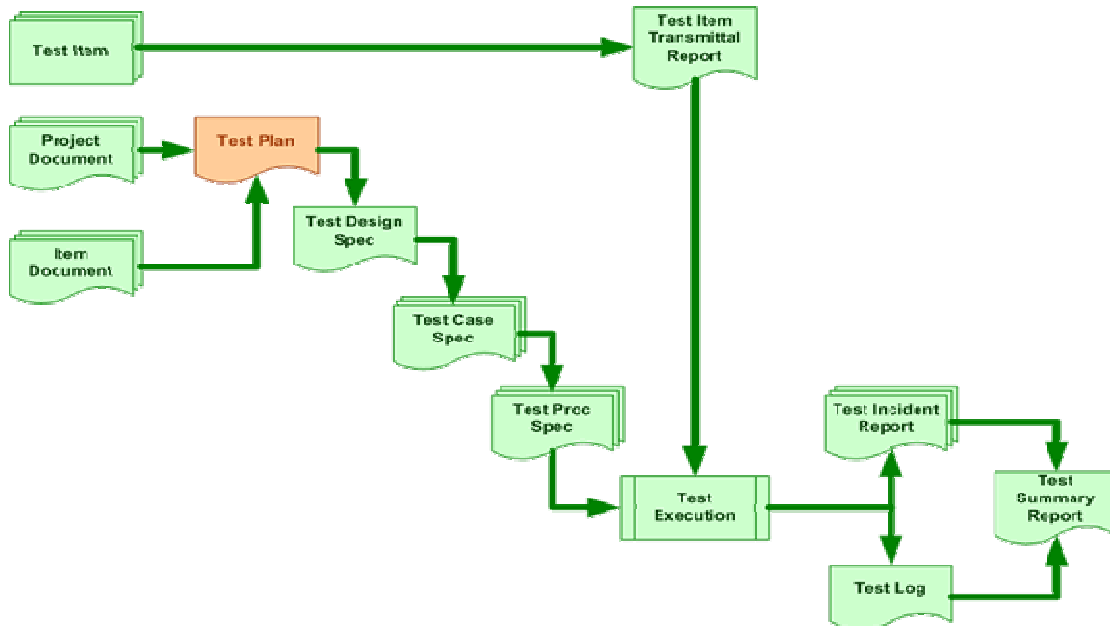 Test Item
Test Item
Transmittal
Report
Project
Document
Test Plan
Item
Document
Test Design
Spec
Test Case
Spec
Test Proc
Spec
Test
Execution
Test Incident
Report
Test
Summary
Report
Test Log